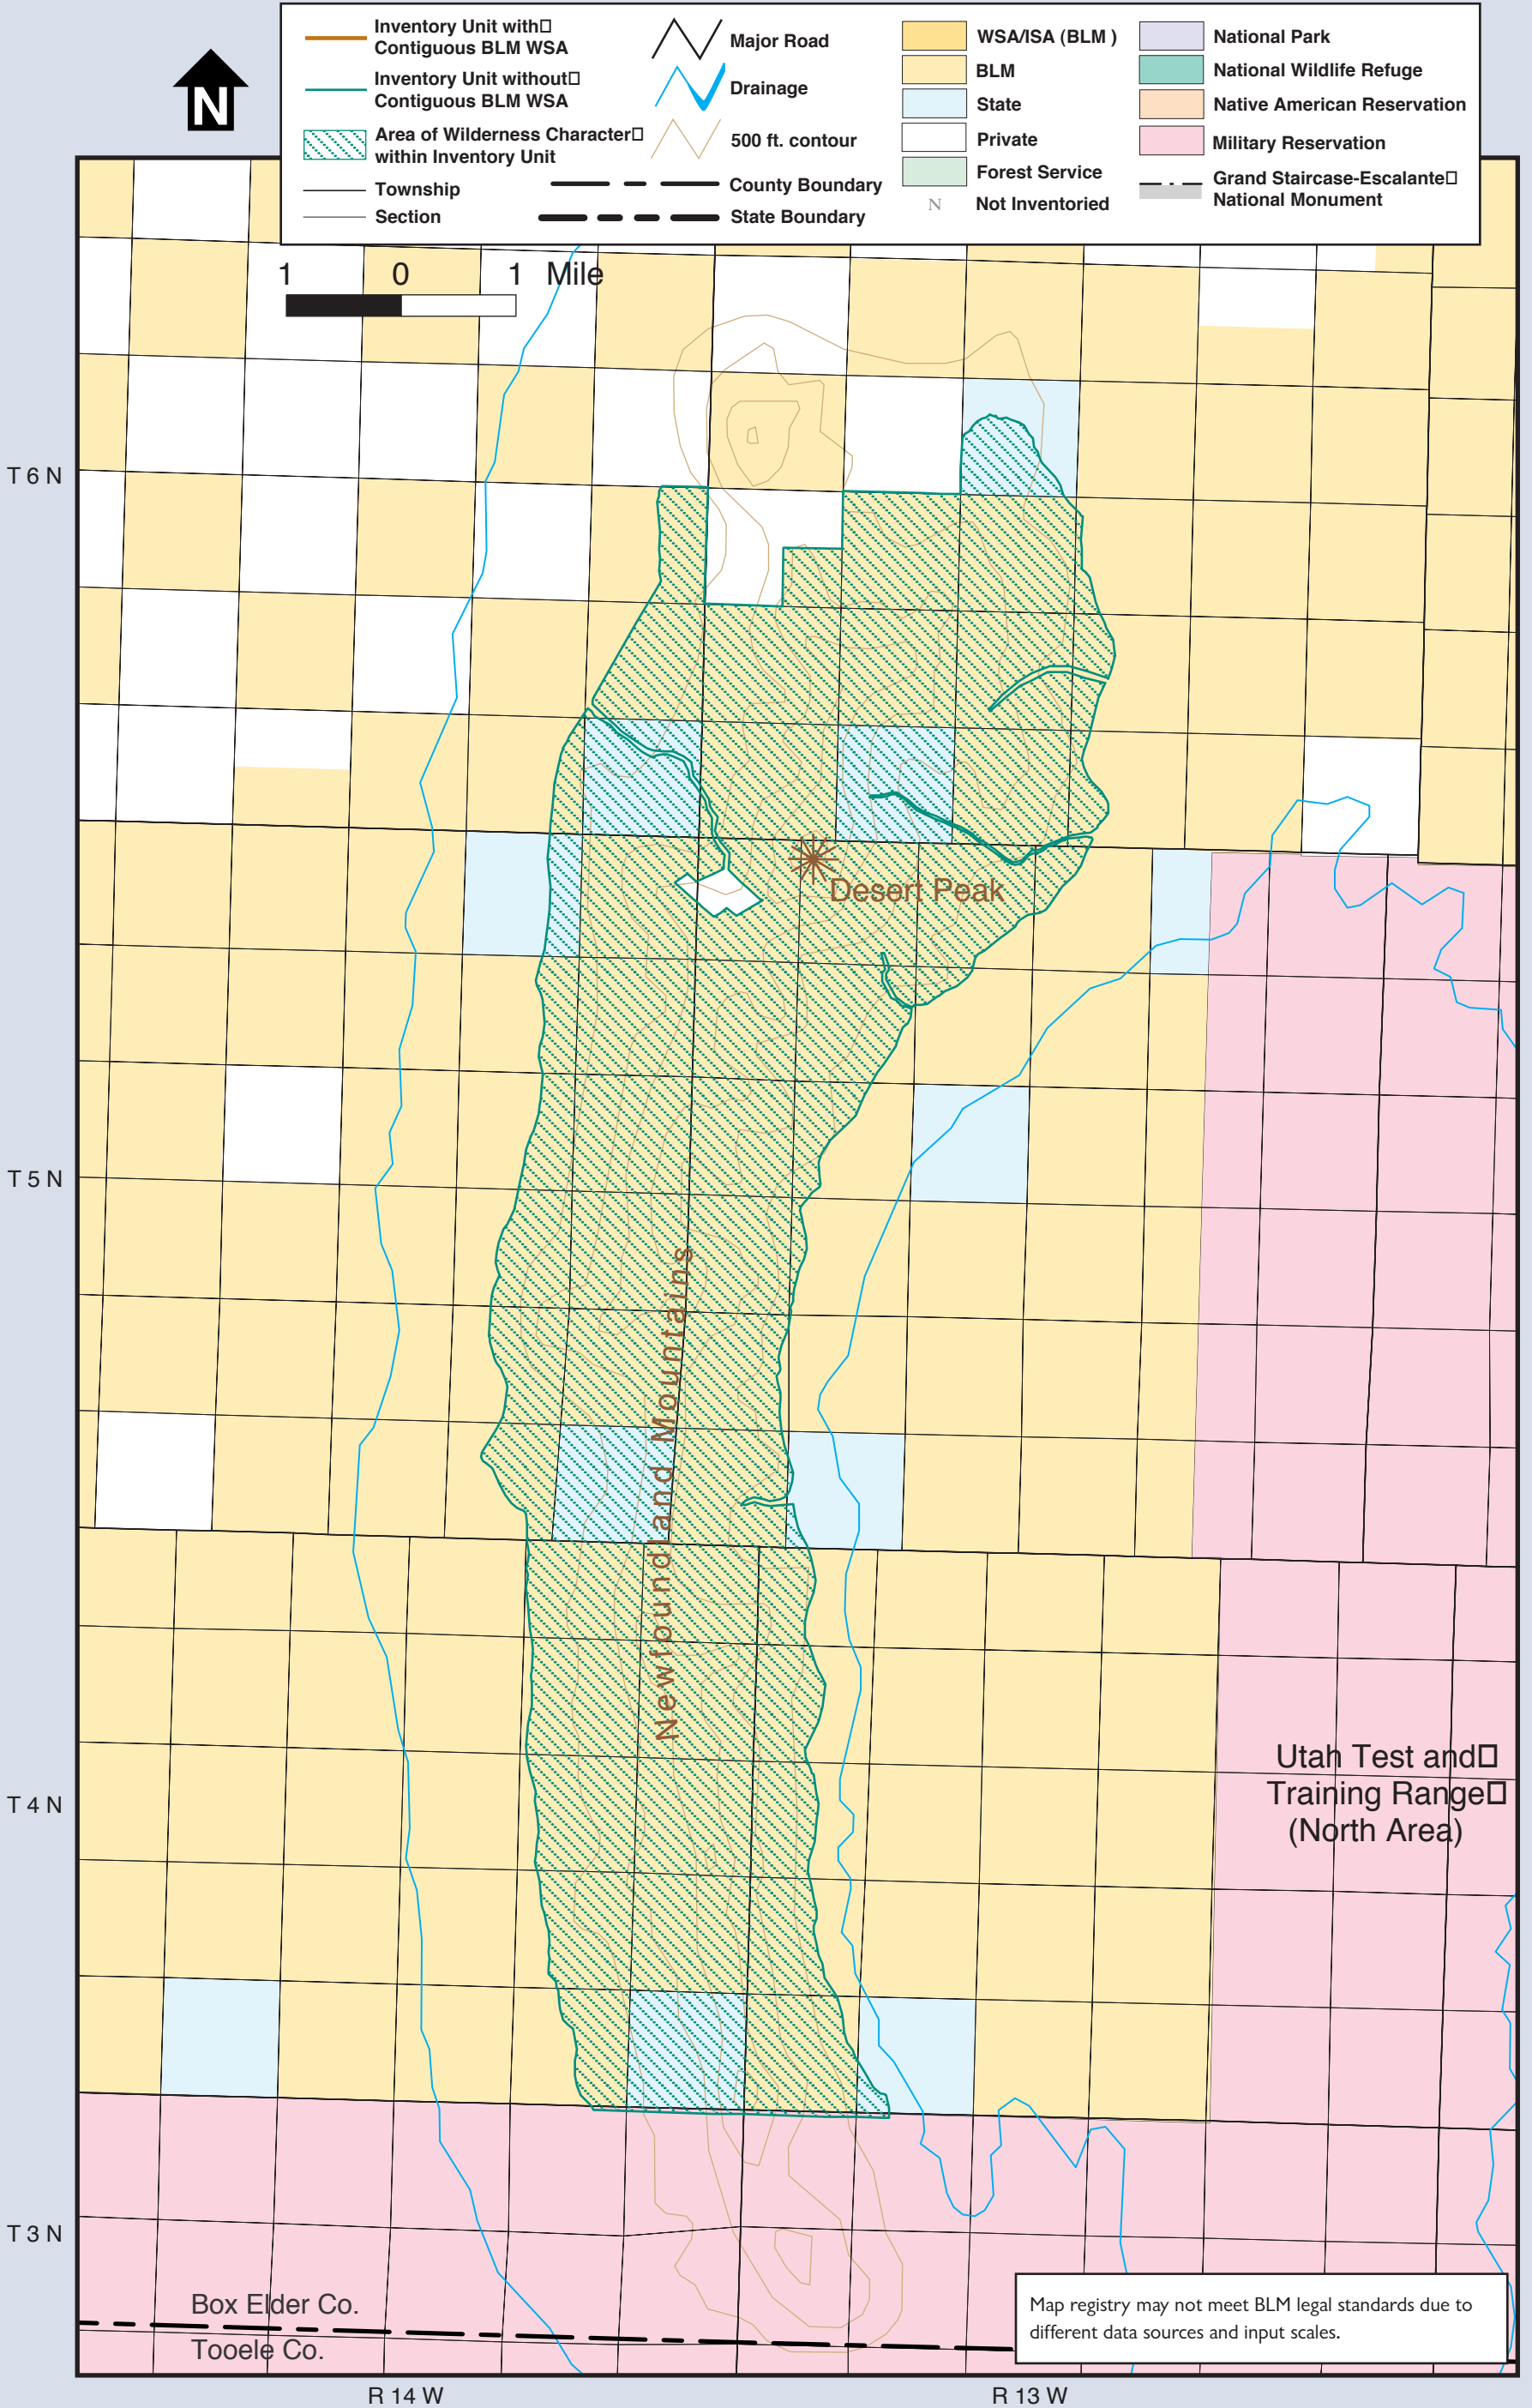 N
Inventory Unit with□
Contiguous BLM WSA
Inventory Unit without□
Contiguous BLM WSA
Area of Wilderness Character□
within Inventory Unit
Township
Section
Major Road
Drainage
500 ft. contour
County Boundary
State Boundary
WSA/ISA (BLM )
BLM
State
Private
Forest Service
N Not Inventoried
National Park
National Wildlife Refuge
Native American Reservation
Military Reservation
Grand Staircase-Escalante□
National Monument
1 0 1 Mile
T 6 N
Desert Peak
T 5 N
Newfoundland Mountains
Utah Test and□
Training Range□
(North Area)
T 4 N
T 3 N
Box Elder Co.
Tooele Co.
Map registry may not meet BLM legal standards due to
different data sources and input scales.
R 14 W
R 13 W